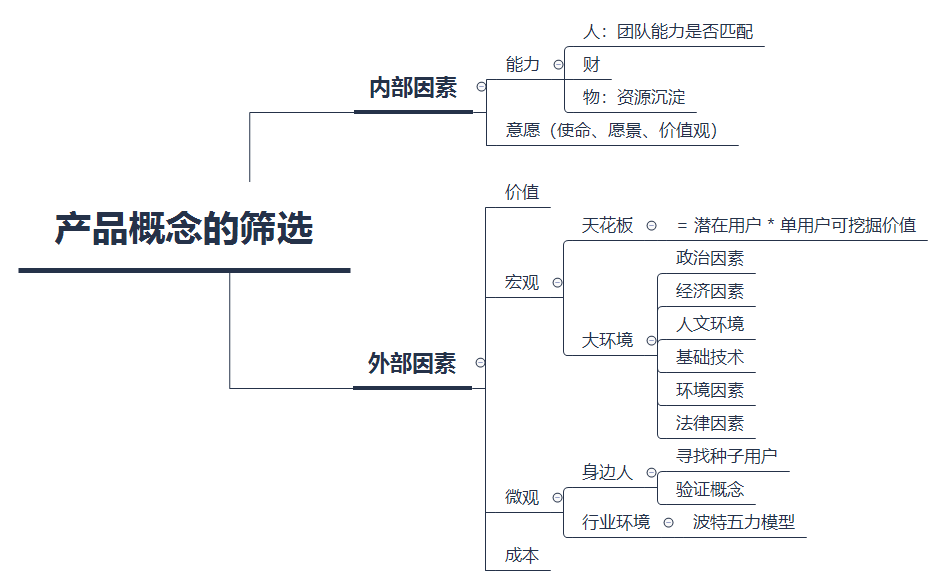 产品概念的筛选
内部因素
能力
人：团队能力是否匹配
财
物：资源沉淀
意愿（使命、愿景、价值观）
外部因素
价值
宏观
天花板
= 潜在用户 * 单用户可挖掘价值
大环境
政治因素
经济因素
人文环境
基础技术
环境因素
法律因素
微观
身边人
寻找种子用户
验证概念
行业环境
波特五力模型
成本